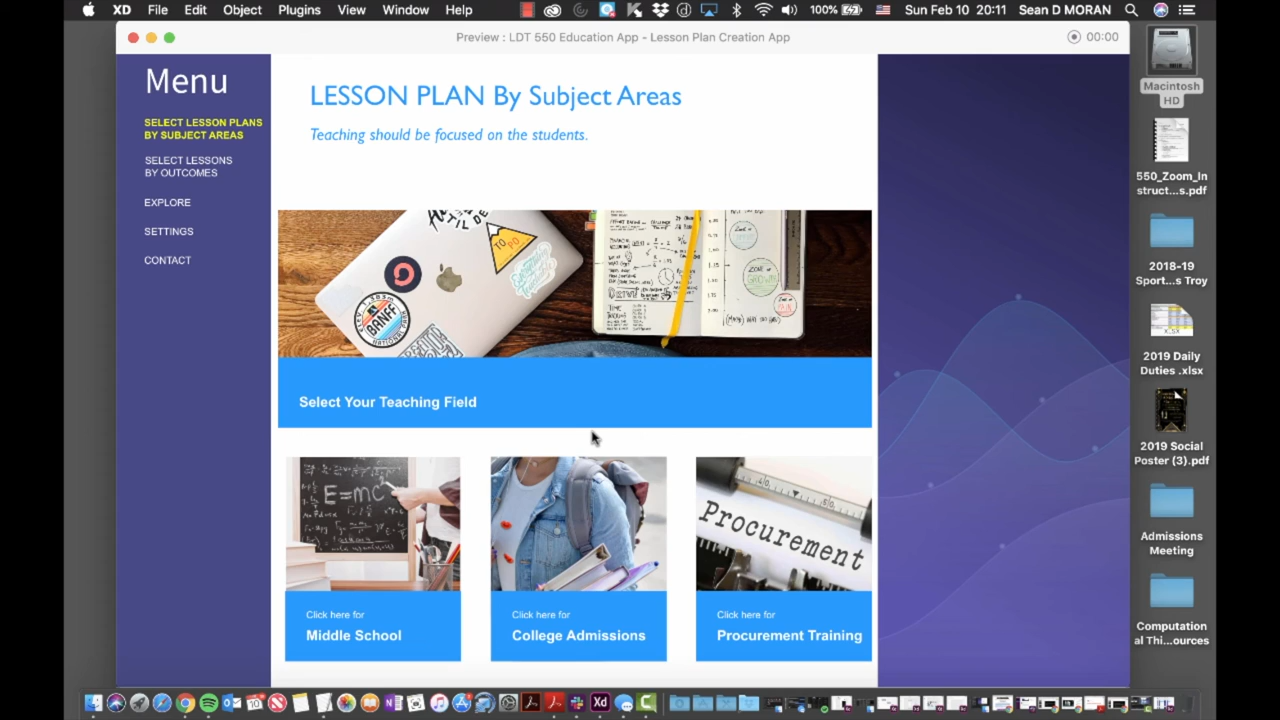 XD File Edit Object Plugins View Window Help 100% Sun Feb 10 20:11 Sean D MORAN
Preview : LDT 550 Education App - Lesson Plan Creation App
00:00
Menu
SELECT LESSON PLANS
BY SUBJECT AREAS
SELECT LESSONS
BY OUTCOMES
EXPLORE
SETTINGS
CONTACT
LESSON PLAN By Subject Areas
Teaching should be focused on the students.
BANFF
Select Your Teaching Field
E=mc²
Procurement
Click here for
Middle School
Click here for
College Admissions
Click here for
Procurement Training
Macintosh
HD
550_Zoom_In
struct...s.pdf
2018-19
Sport...s Troy
XLSX
2019 Daily
Duties .xlsx
2019 Social
Poster (3).pdf
Admissions
Meeting
Computation
al Thi...ources
Xd